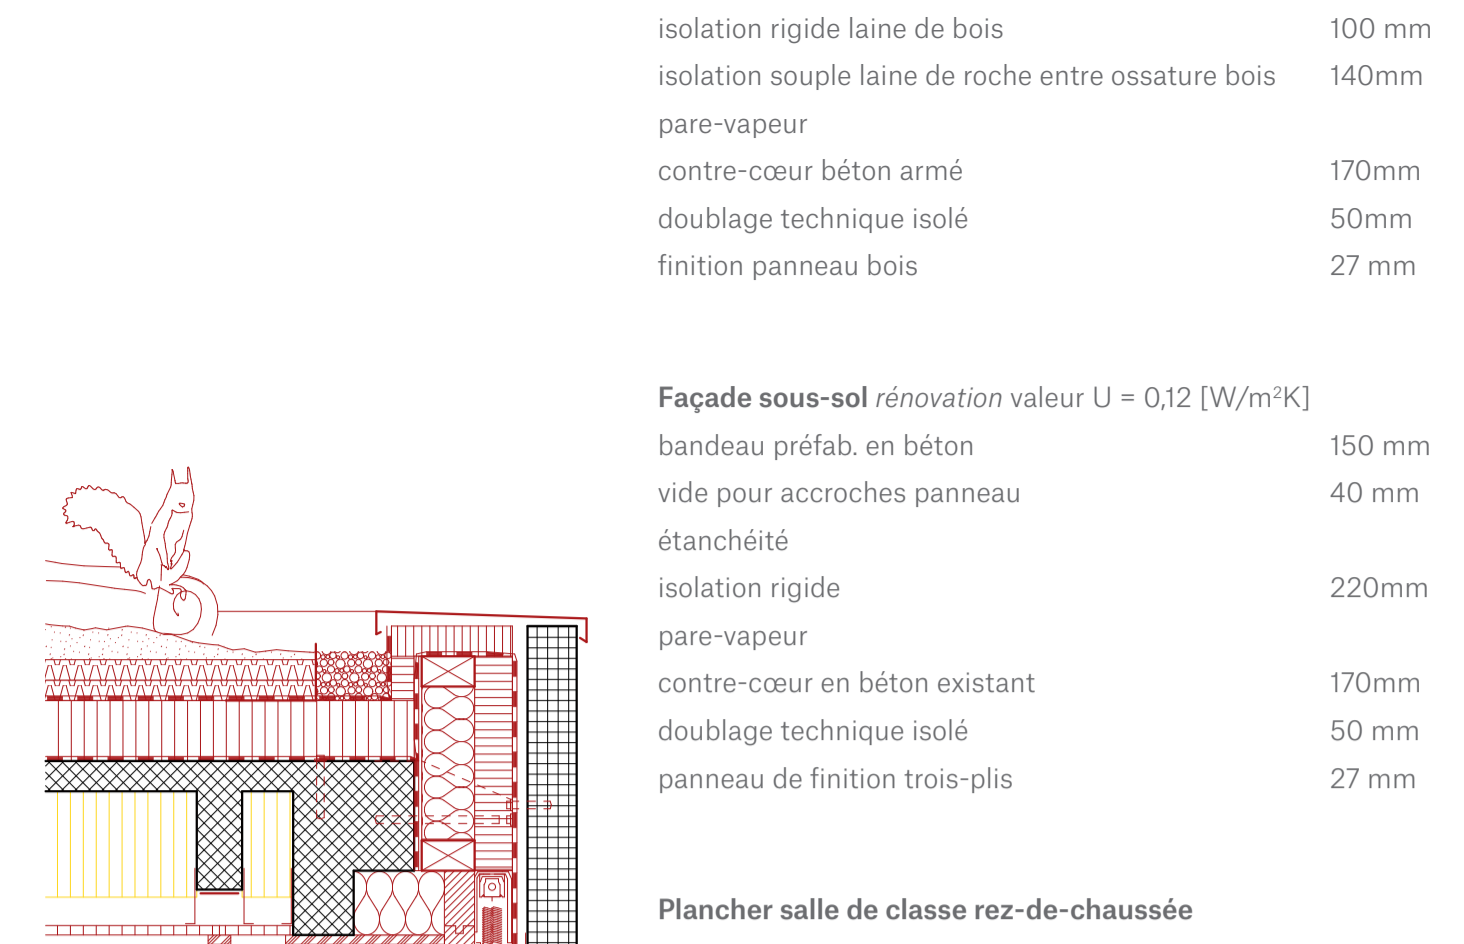 isolation rigide laine de bois 100 mm
isolation souple laine de roche entre ossature bois 140mm
pare-vapeur
contre-cœur béton armé 170mm
doublage technique isolé 50mm
finition panneau bois 27 mm
Façade sous-sol rénovation valeur U = 0,12 [W/m²K]
bandeau préfab. en béton 150 mm
vide pour accroches panneau 40 mm
étanchéité
isolation rigide 220mm
pare-vapeur
contre-cœur en béton existant 170mm
doublage technique isolé 50 mm
panneau de finition trois-plis 27 mm
Plancher salle de classe rez-de-chaussée